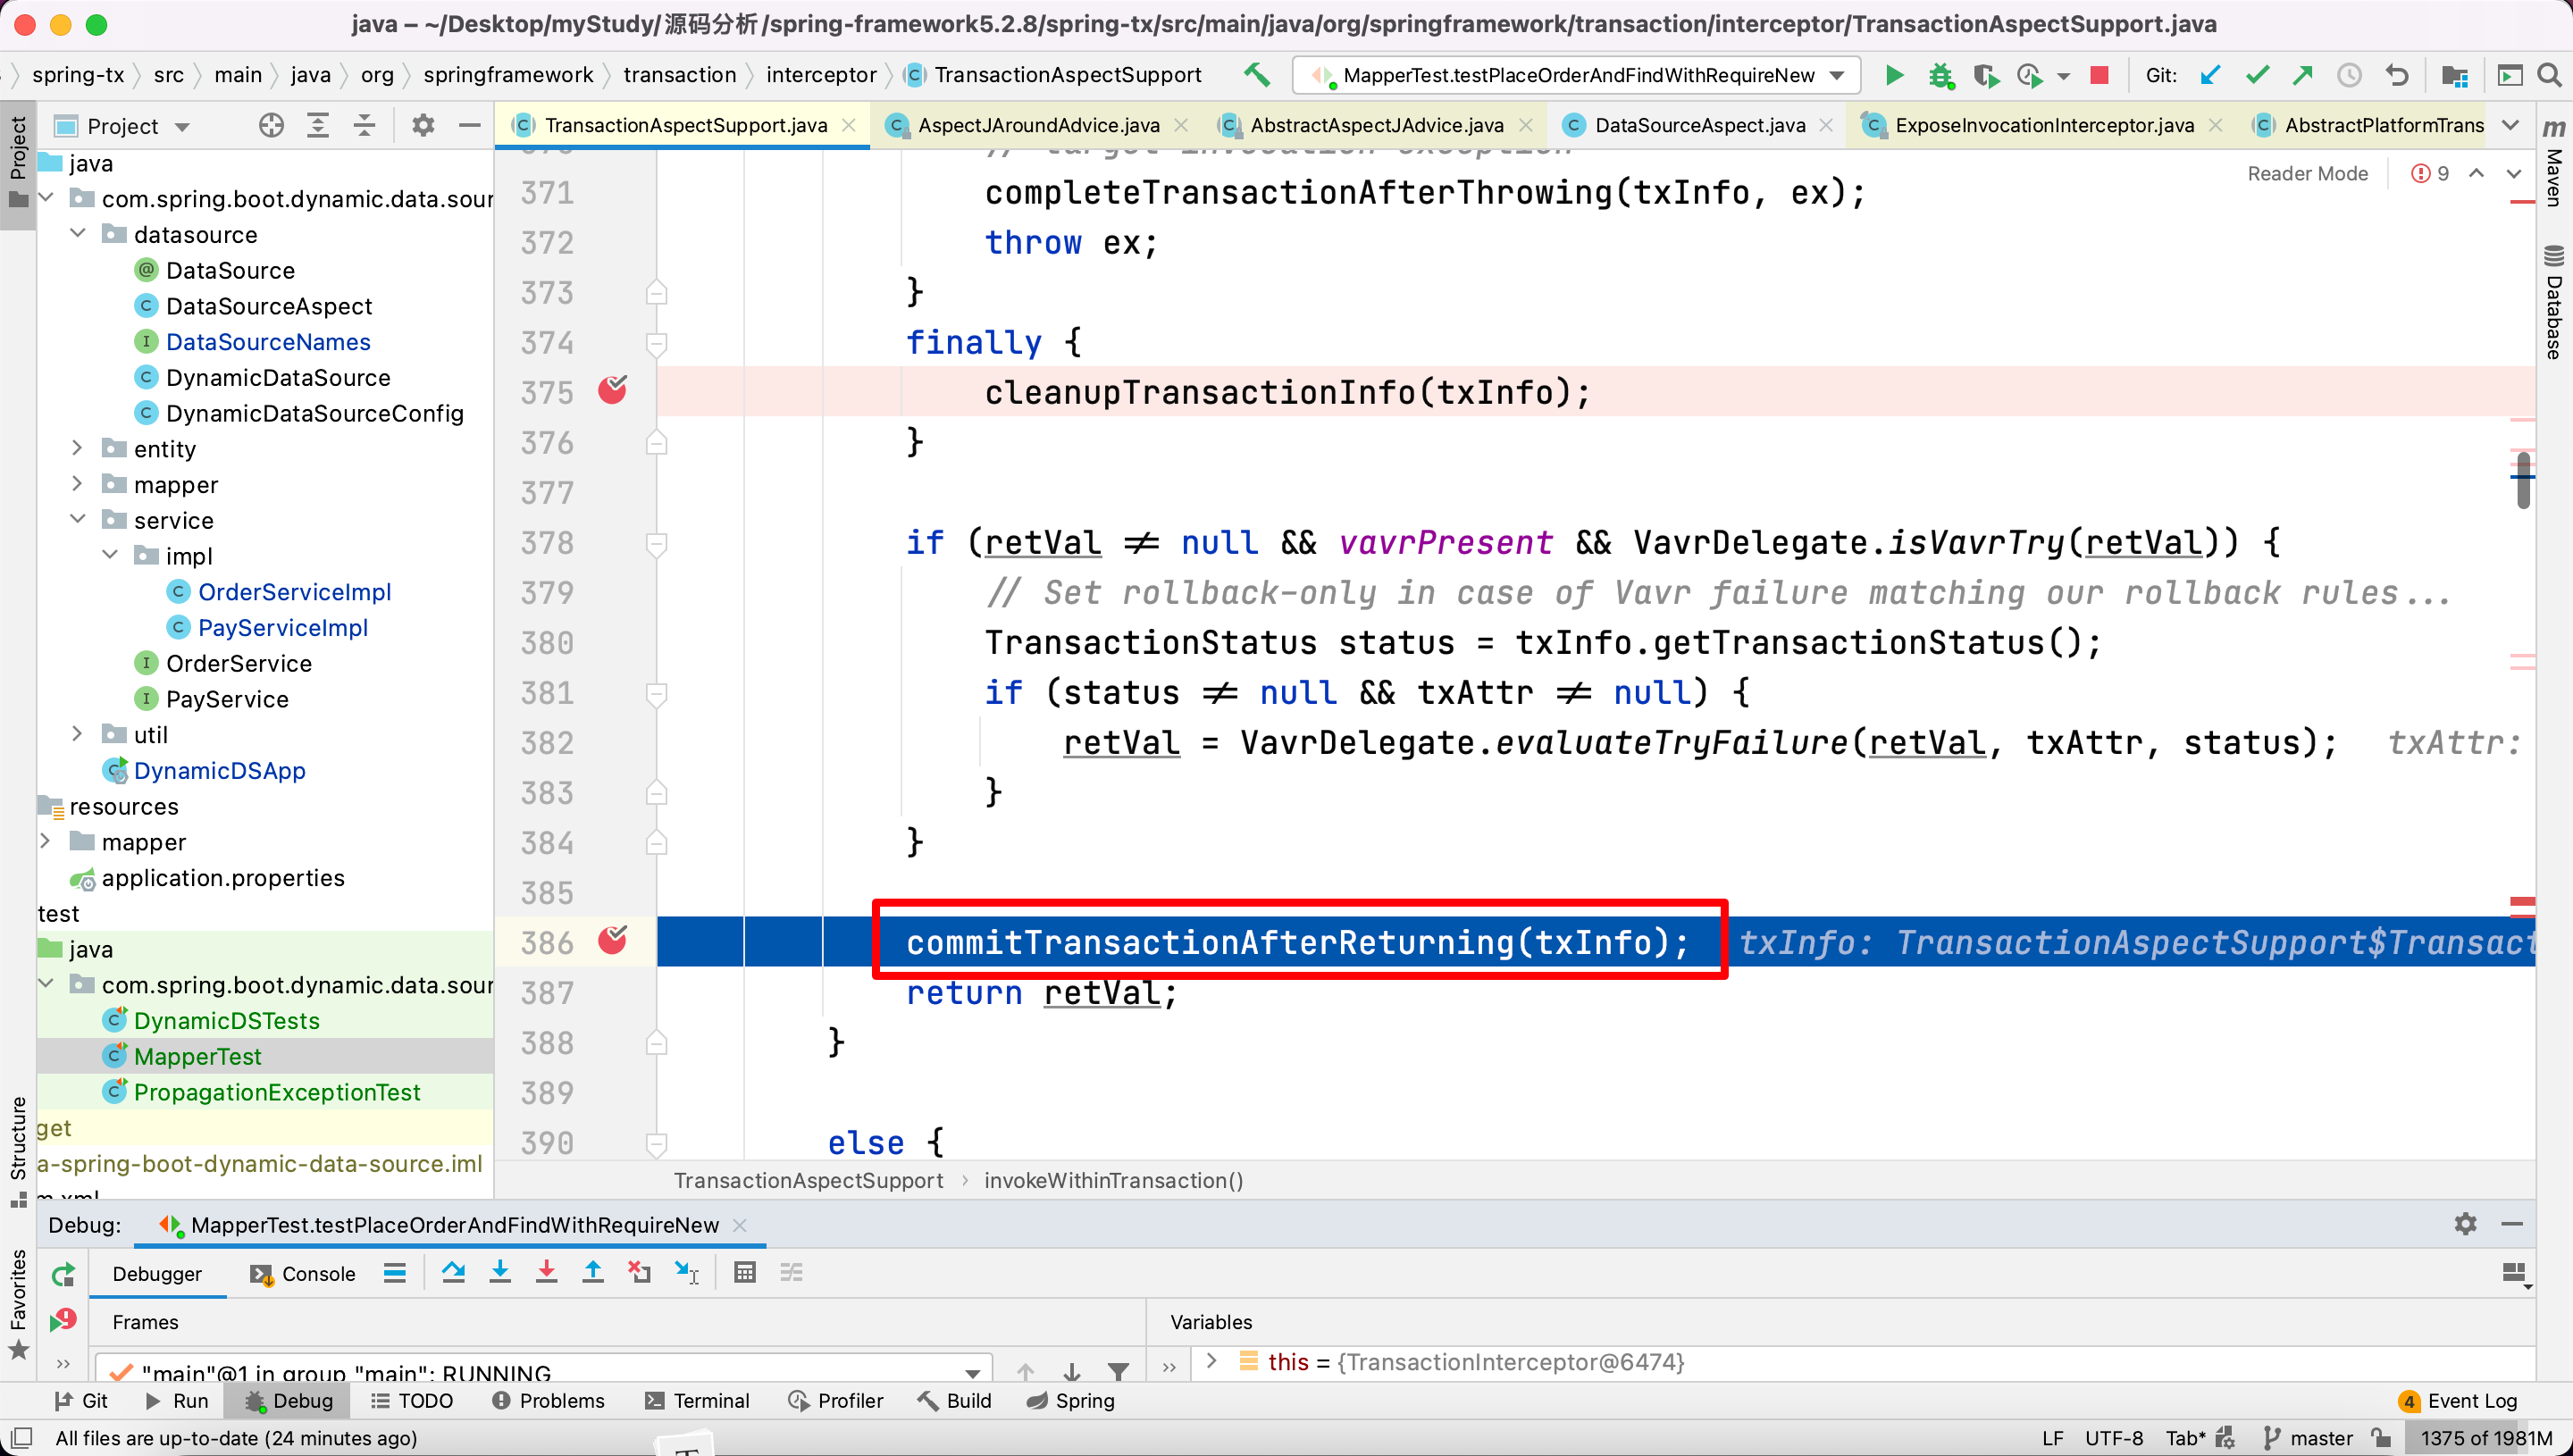 java – ~/Desktop/myStudy/源码分析/spring-framework5.2.8/spring-tx/src/main/java/org/springframework/transaction/interceptor/TransactionAspectSupport.java
spring-tx src main java org springframework transaction interceptor TransactionAspectSupport MapperTest.testPlaceOrderAndFindWithRequireNew Git:
Project
Project
TransactionAspectSupport.java AspectJAroundAdvice.java AbstractAspectJAdvice.java DataSourceAspect.java ExposeInvocationInterceptor.java AbstractPlatformTrans
Maven
Database
Reader Mode 9
java
com.spring.boot.dynamic.data.sour
datasource
DataSource
DataSourceAspect
DataSourceNames
DynamicDataSource
DynamicDataSourceConfig
entity
mapper
service
impl
OrderServiceImpl
PayServiceImpl
OrderService
PayService
util
DynamicDSApp
resources
mapper
application.properties
test
java
com.spring.boot.dynamic.data.sour
DynamicDSTests
MapperTest
PropagationExceptionTest
get
a-spring-boot-dynamic-data-source.iml
m.xml
// target invocation exception
371 completeTransactionAfterThrowing(txInfo, ex);
372 throw ex;
373 }
374 finally {
375 cleanupTransactionInfo(txInfo);
376 }
377
378 if (retVal ≠ null && vavrPresent && VavrDelegate.isVavrTry(retVal)) {
379 // Set rollback-only in case of Vavr failure matching our rollback rules...
380 TransactionStatus status = txInfo.getTransactionStatus();
381 if (status ≠ null && txAttr ≠ null) {
382 retVal = VavrDelegate.evaluateTryFailure(retVal, txAttr, status); txAttr:
383 }
384 }
385
386 commitTransactionAfterReturning(txInfo); txInfo: TransactionAspectSupport$Transact
387 return retVal;
388 }
389
390 else {
TransactionAspectSupport › invokeWithinTransaction()
Structure
Favorites
Debug: MapperTest.testPlaceOrderAndFindWithRequireNew
Debugger Console
Frames
Variables
"main"@1 in group "main": RUNNING
this = {TransactionInterceptor@6474}
Git Run Debug TODO Problems Terminal Profiler Build Spring 4 Event Log
All files are up-to-date (24 minutes ago) LF UTF-8 Tab* master 1375 of 1981M